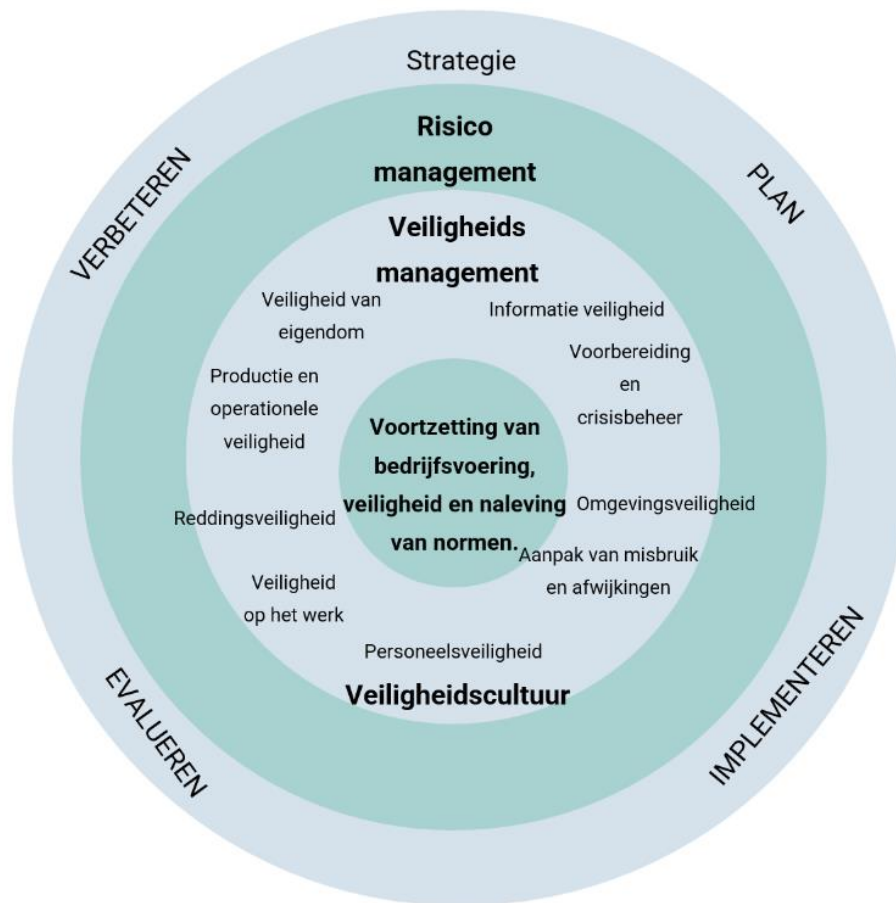 Strategie
Risico
management
VERBETEREN
PLAN
Veiligheids
management
Veiligheid van
eigendom
Informatie veiligheid
Voorbereiding
en
crisisbeheer
Productie en
operationele
veiligheid
Voortzetting van
bedrijfsvoering,
veiligheid en naleving
van normen.
Reddingsveiligheid
Omgevingsveiligheid
Aanpak van misbruik
en afwijkingen
Veiligheid
op het werk
Personeelsveiligheid
Veiligheidscultuur
EVALUEREN
IMPLEMENTEREN